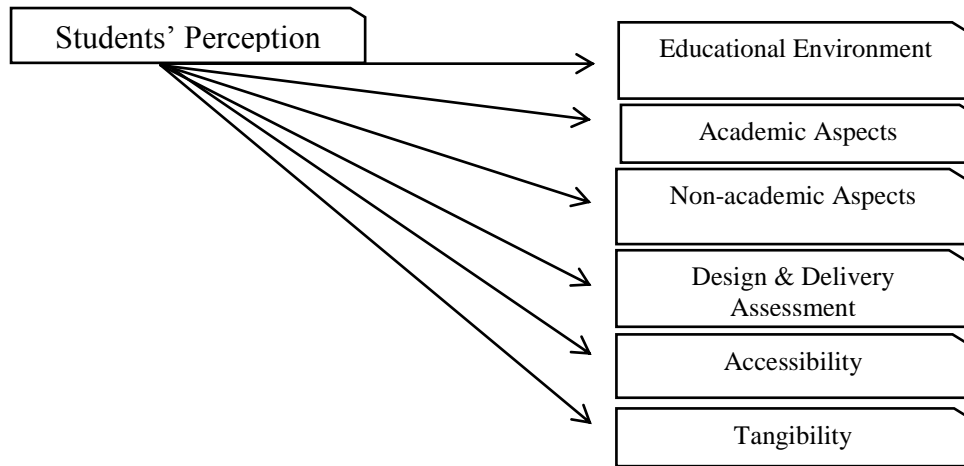 Students’ Perception
Educational Environment
Academic Aspects
Non-academic Aspects
Design & Delivery
Assessment
Accessibility
Tangibility